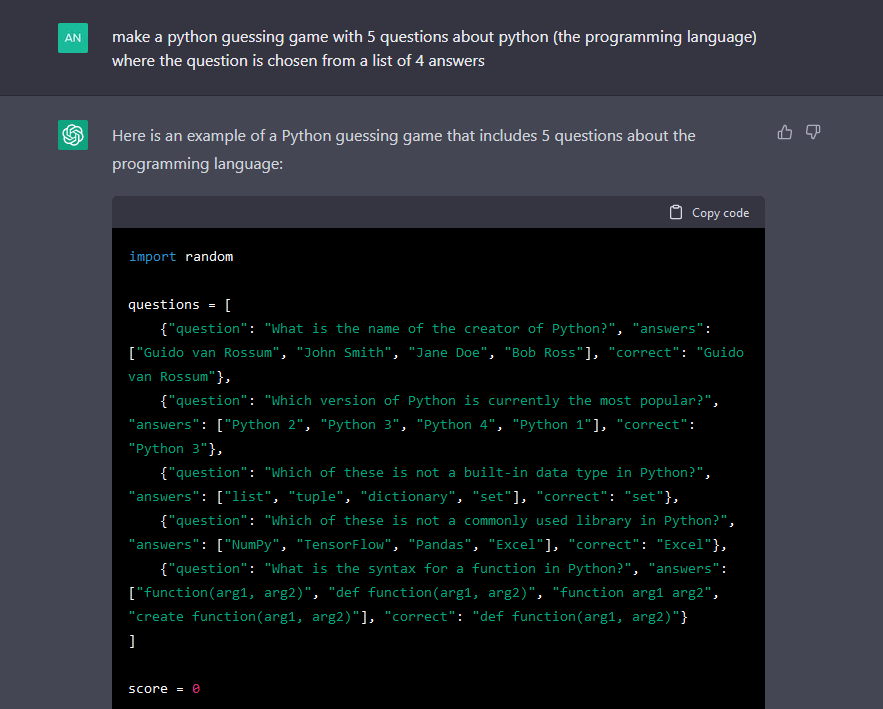 AN
make a python guessing game with 5 questions about python (the programming language)
where the question is chosen from a list of 4 answers
Here is an example of a Python guessing game that includes 5 questions about the
programming language:
Copy code
import random
questions = [
    {"question": "What is the name of the creator of Python?", "answers":
["Guido van Rossum", "John Smith", "Jane Doe", "Bob Ross"], "correct": "Guido
van Rossum"},
    {"question": "Which version of Python is currently the most popular?",
"answers": ["Python 2", "Python 3", "Python 4", "Python 1"], "correct":
"Python 3"},
    {"question": "Which of these is not a built-in data type in Python?",
"answers": ["list", "tuple", "dictionary", "set"], "correct": "set"},
    {"question": "Which of these is not a commonly used library in Python?",
"answers": ["NumPy", "TensorFlow", "Pandas", "Excel"], "correct": "Excel"},
    {"question": "What is the syntax for a function in Python?", "answers":
["function(arg1, arg2)", "def function(arg1, arg2)", "function arg1 arg2",
"create function(arg1, arg2)"], "correct": "def function(arg1, arg2)"}
]
score = 0